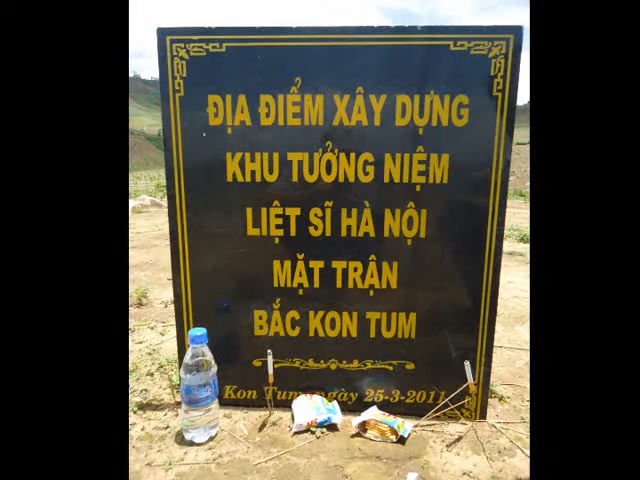 ĐỊA ĐIỂM XÂY DỰNG
KHU TƯỞNG NIỆM
LIỆT SĨ HÀ NỘI
MẶT TRẬN
BẮC KON TUM
Kon Tum ngày 25-3-2011